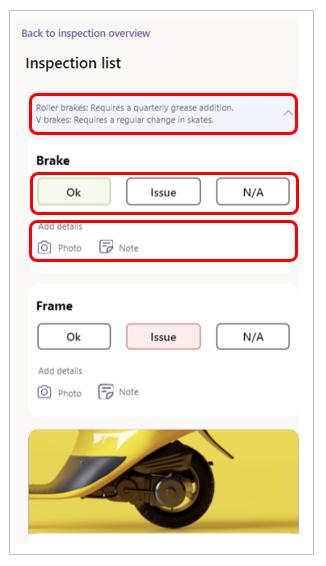 Back to inspection overview
Inspection list
Roller brakes: Requires a quarterly grease addition.
V brakes: Requires a regular change in skates.
Brake
Ok Issue N/A
Add details
Photo Note
Frame
Ok Issue N/A
Add details
Photo Note